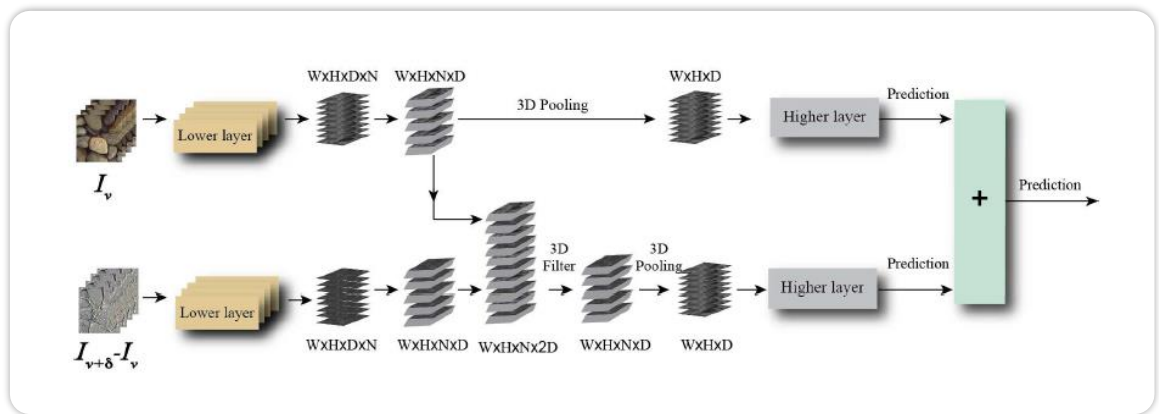 WxHxDxN
WxHxNxD
3D Pooling
WxHxD
Prediction
Lower layer
Higher layer
I_v
+
Prediction
3D
Filter
3D
Pooling
Prediction
Lower layer
Higher layer
I_{v+δ}-I_v
WxHxDxN
WxHxNxD
WxHxNx2D
WxHxNxD
WxHxD